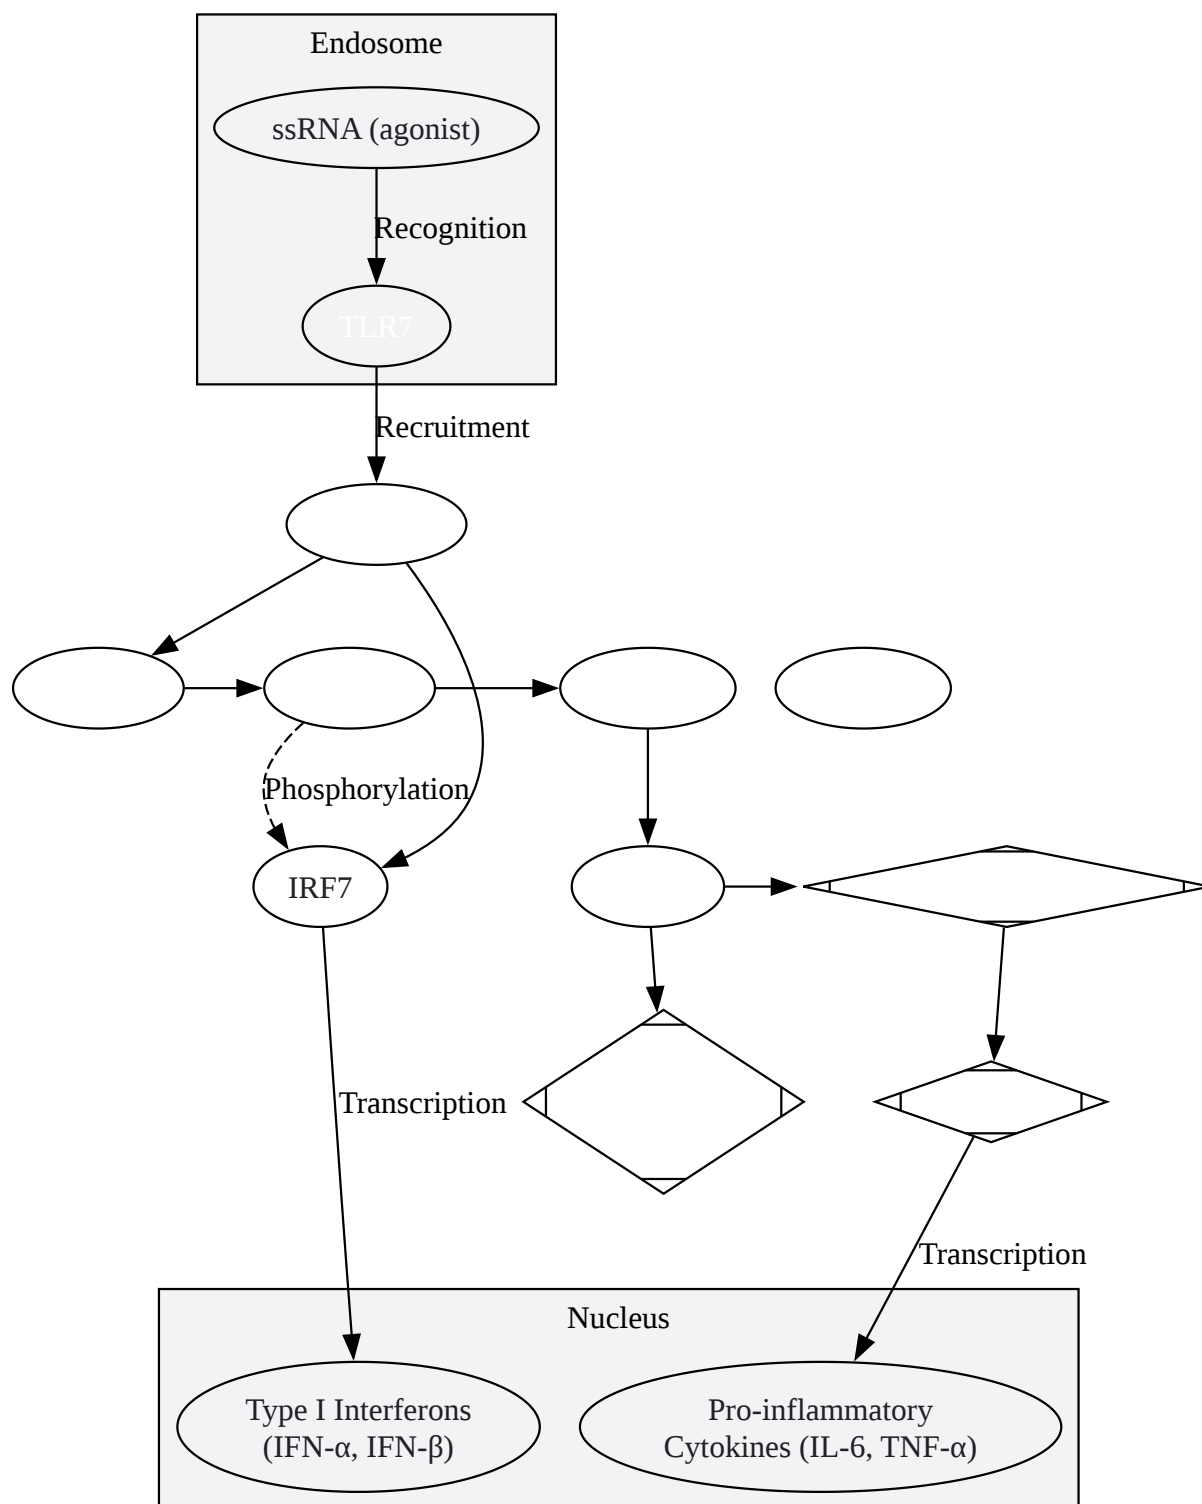 Endosome
ssRNA (agonist)
Recognition
TLR7
Recruitment
Phosphorylation
IRF7
Transcription
Transcription
Nucleus
Type I Interferons
(IFN-α, IFN-β)
Pro-inflammatory
Cytokines (IL-6, TNF-α)